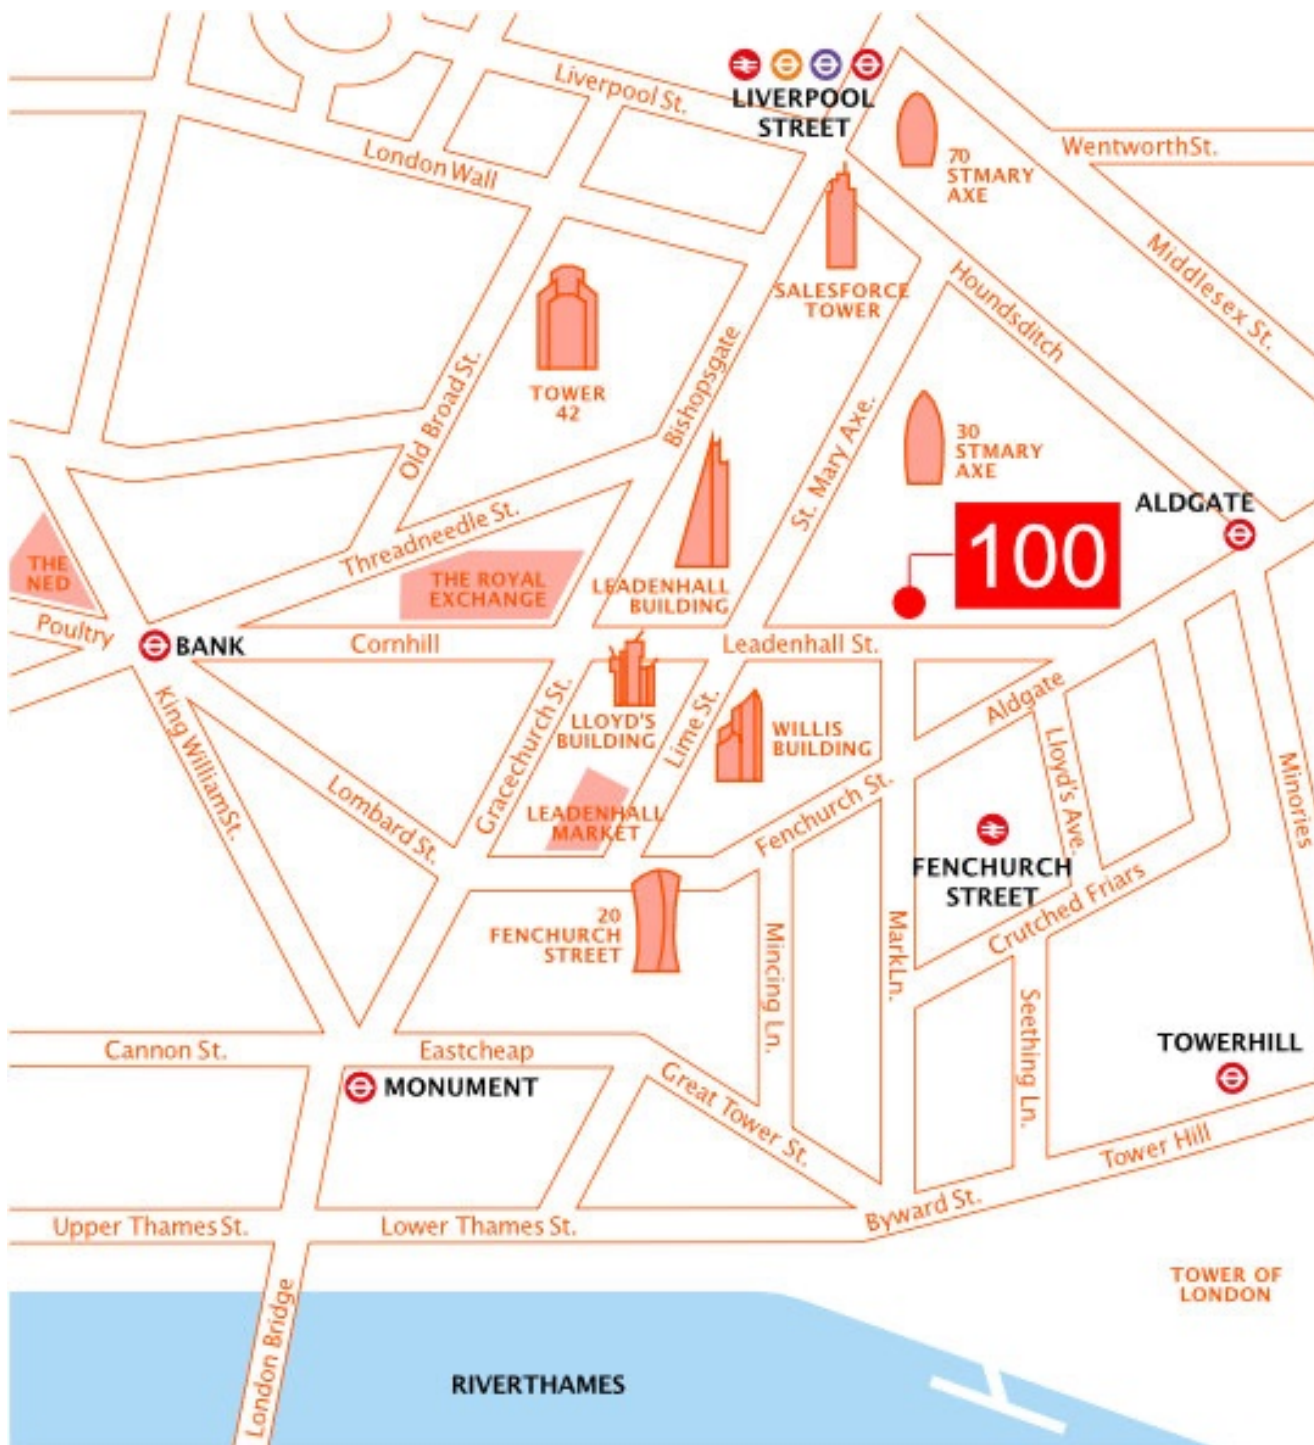 Liverpool St.
LIVERPOOL
STREET
London Wall
70
STMARY
AXE
WentworthSt.
Middlesex St.
SALESFORCE
TOWER
Houndsditch
TOWER
42
Old Broad St.
Bishopsgate
St. Mary Axe.
30
STMARY
AXE
ALDGATE
100
Threadneedle St.
THE
NED
THE ROYAL
EXCHANGE
LEADENHALL
BUILDING
Poultry
BANK
Cornhill
Leadenhall St.
King WilliamSt.
Lombard St.
Gracechurch St.
LLOYD'S
BUILDING
Lime St.
WILLIS
BUILDING
Aldgate
Lloyd's Ave.
Minories
LEADENHALL
MARKET
Fenchurch St.
FENCHURCH
STREET
20
FENCHURCH
STREET
Mincing Ln.
MarkLn.
Crutched Friars
Seething Ln.
Cannon St.
Eastcheap
MONUMENT
Great Tower St.
TOWERHILL
Tower Hill
Byward St.
Upper Thames St.
Lower Thames St.
London Bridge
TOWER OF
LONDON
RIVERTHAMES